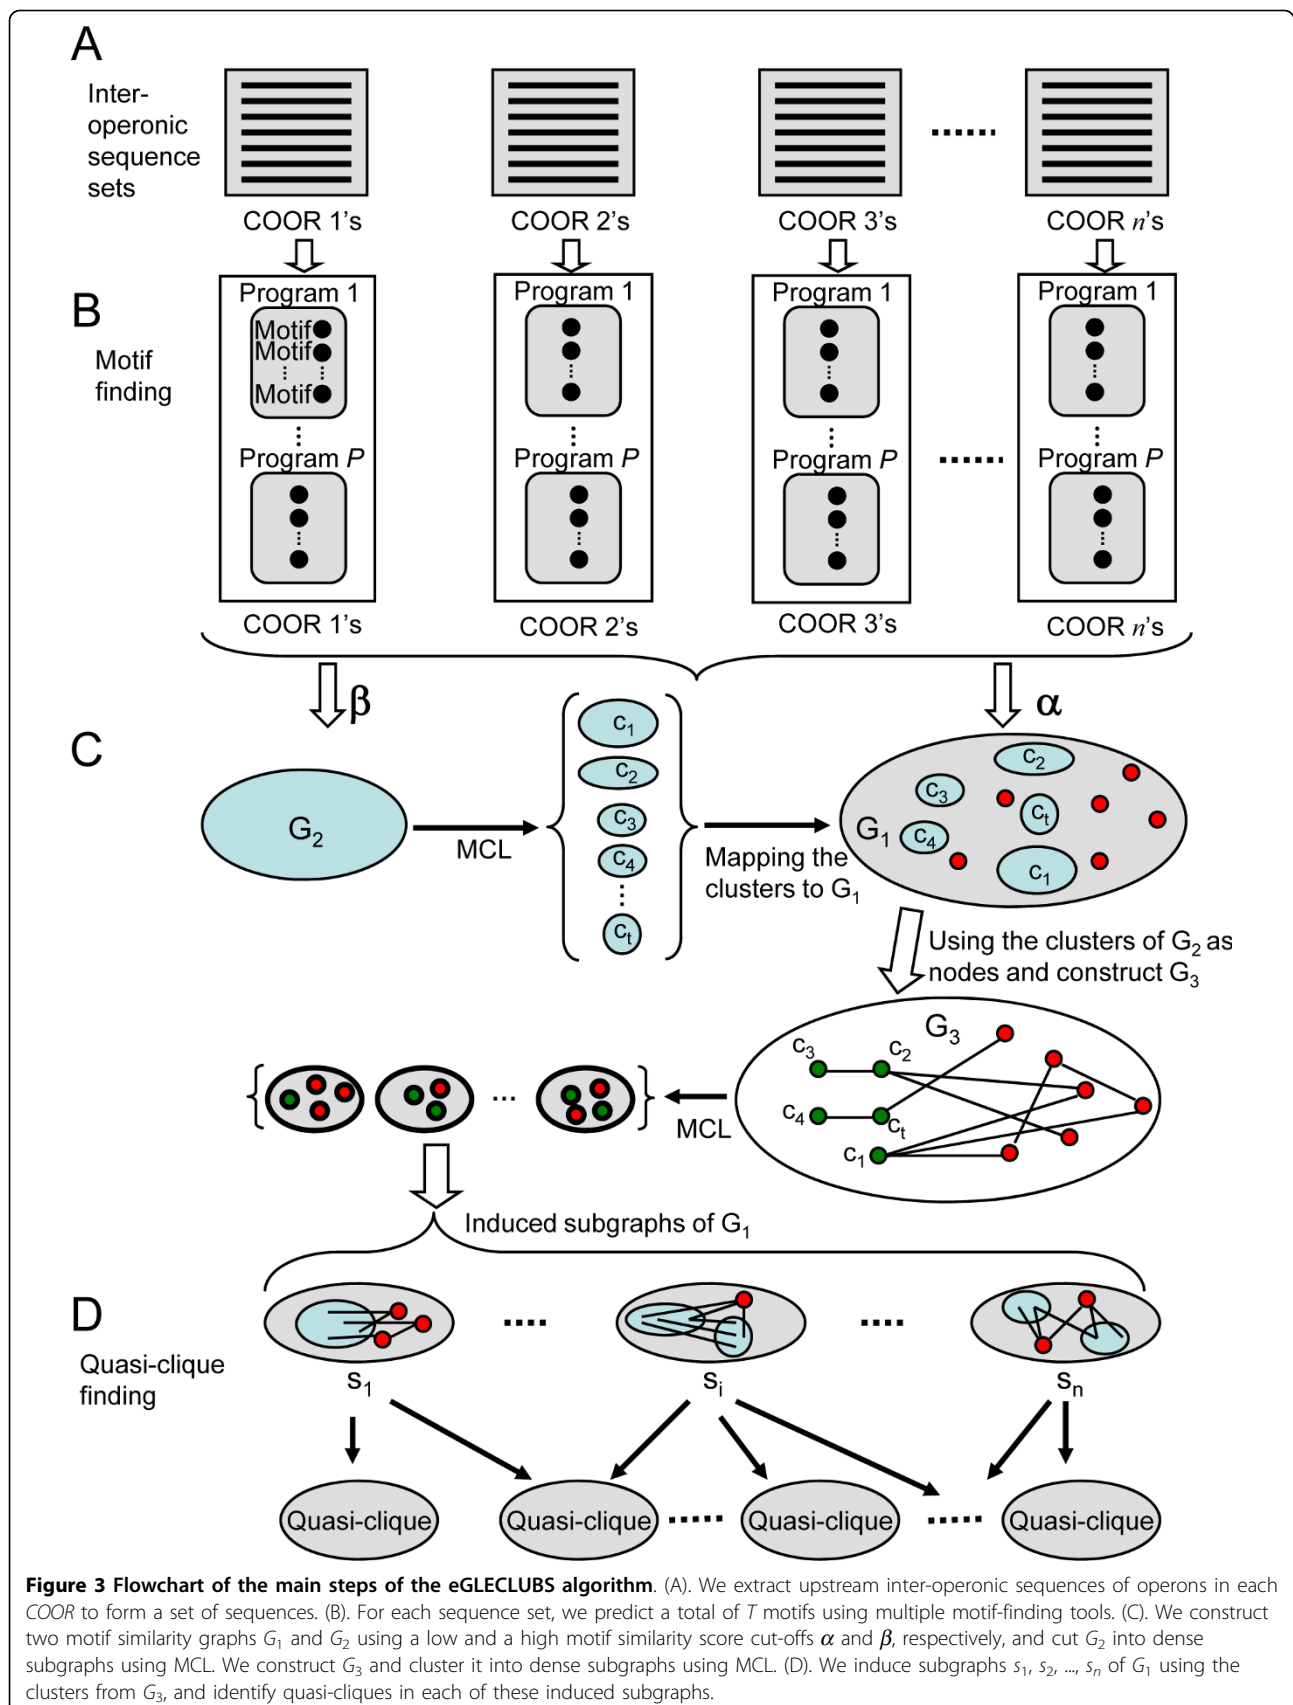 A
Inter-
operonic
sequence
sets
COOR 1's
COOR 2's
COOR 3's
COOR n's
B
Motif
finding
Program 1
Motif
Motif
Motif
Program P
Program 1
Program P
Program 1
Program P
Program 1
Program P
COOR 1's
COOR 2's
COOR 3's
COOR n's
β
α
C
G2
MCL
c1
c2
c3
c4
ct
Mapping the
clusters to G1
G1
c2
c3
ct
c4
c1
Using the clusters of G2 as
nodes and construct G3
G3
c3
c2
c4
ct
c1
MCL
Induced subgraphs of G1
D
Quasi-clique
finding
s1
si
sn
Quasi-clique
Quasi-clique
Quasi-clique
Quasi-clique
Figure 3 Flowchart of the main steps of the eGLECLUBS algorithm. (A). We extract upstream inter-operonic sequences of operons in each
COOR to form a set of sequences. (B). For each sequence set, we predict a total of T motifs using multiple motif-finding tools. (C). We construct
two motif similarity graphs G1 and G2 using a low and a high motif similarity score cut-offs α and β, respectively, and cut G2 into dense
subgraphs using MCL. We construct G3 and cluster it into dense subgraphs using MCL. (D). We induce subgraphs s1, s2, ..., sn of G1 using the
clusters from G3, and identify quasi-cliques in each of these induced subgraphs.